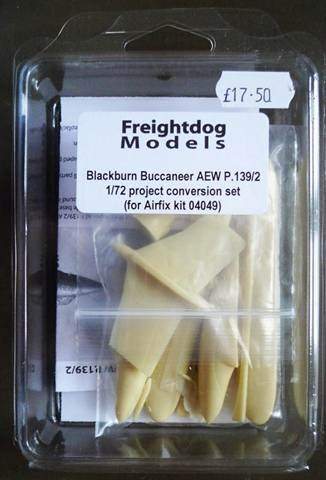 £17.50
Freightdog
Models
Blackburn Buccaneer AEW P.139/2
1/72 project conversion set
(for Airfix kit 04049)